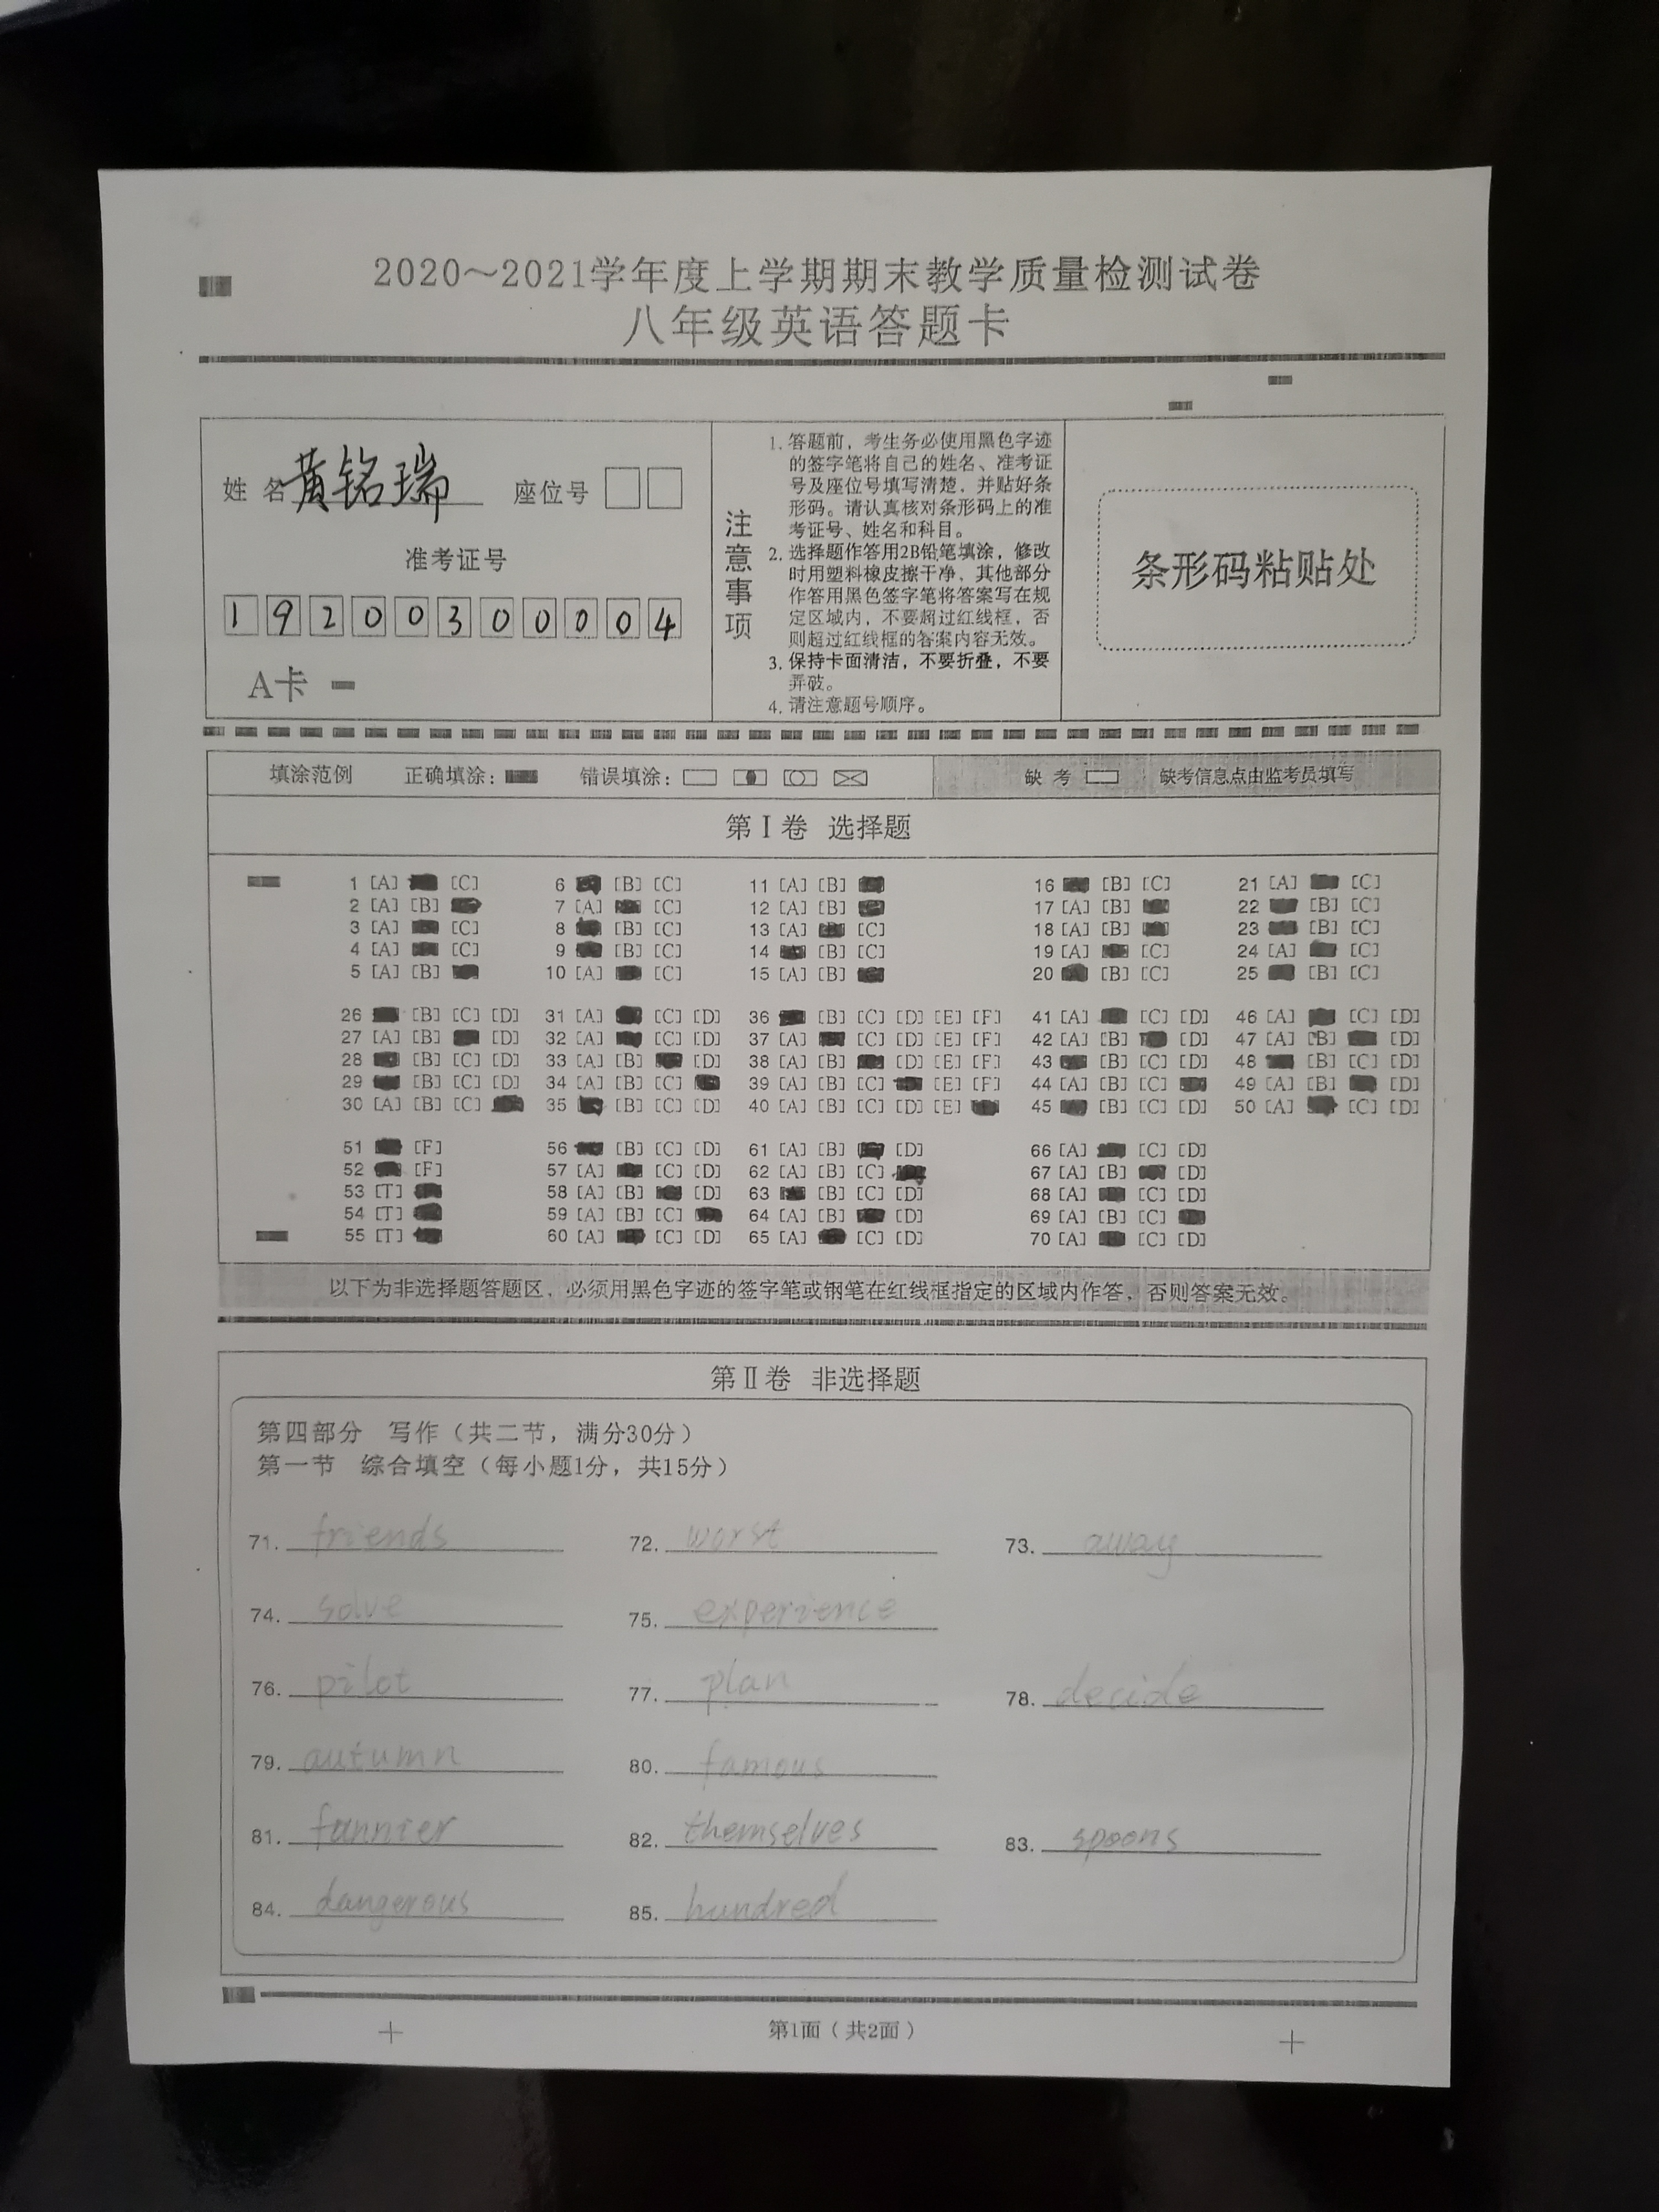 2020～2021学年度上学期期末教学质量检测试卷
八年级英语答题卡
姓 名 黄铭瑞 座位号
准考证号
1 9 2 0 0 3 0 0 0 0 4
A卡
注意事项
1. 答题前，考生务必使用黑色字迹
的签字笔将自己的姓名、准考证
号及座位号填写清楚，并贴好条
形码。请认真核对条形码上的准
考证号、姓名和科目。
2. 选择题作答用2B铅笔填涂，修改
时用塑料橡皮擦干净，其他部分
作答用黑色签字笔将答案写在规
定区域内，不要超过红线框，否
则超过红线框的答案内容无效。
3. 保持卡面清洁，不要折叠，不要
弄破。
4. 请注意题号顺序。
条形码粘贴处
填涂范例 正确填涂： 错误填涂： 缺 考 缺考信息点由监考员填写
第Ⅰ卷 选择题
1 [A] [C] 6 [B] [C] 11 [A] [B] 16 [B] [C] 21 [A] [C]
2 [A] [B] 7 [A] [C] 12 [A] [B] 17 [A] [B] 22 [B] [C]
3 [A] [C] 8 [B] [C] 13 [A] [C] 18 [A] [B] 23 [B] [C]
4 [A] [C] 9 [B] [C] 14 [B] [C] 19 [A] [C] 24 [A] [C]
5 [A] [B] 10 [A] [C] 15 [A] [B] 20 [B] [C] 25 [B] [C]
26 [B] [C] [D] 31 [A] [C] [D] 36 [B] [C] [D] [E] [F] 41 [A] [C] [D] 46 [A] [C] [D]
27 [A] [B] [D] 32 [A] [C] [D] 37 [A] [C] [D] [E] [F] 42 [A] [B] [D] 47 [A] [B] [D]
28 [B] [C] [D] 33 [A] [B] [D] 38 [A] [B] [D] [E] [F] 43 [B] [C] [D] 48 [B] [C] [D]
29 [B] [C] [D] 34 [A] [B] [C] 39 [A] [B] [C] [E] [F] 44 [A] [B] [C] 49 [A] [B] [D]
30 [A] [B] [C] 35 [B] [C] [D] 40 [A] [B] [C] [D] [E] 45 [B] [C] [D] 50 [A] [C] [D]
51 [F] 56 [B] [C] [D] 61 [A] [B] [D] 66 [A] [C] [D]
52 [F] 57 [A] [C] [D] 62 [A] [B] [C] 67 [A] [B] [D]
53 [T] 58 [A] [B] [D] 63 [B] [C] [D] 68 [A] [C] [D]
54 [T] 59 [A] [B] [C] 64 [A] [B] [D] 69 [A] [B] [C]
55 [T] 60 [A] [C] [D] 65 [A] [C] [D] 70 [A] [C] [D]
以下为非选择题答题区，必须用黑色字迹的签字笔或钢笔在红线框指定的区域内作答，否则答案无效。
第Ⅱ卷 非选择题
第四部分 写作（共二节，满分30分）
第一节 综合填空（每小题1分，共15分）
71. friends 72. worst 73. away
74. solve 75. experience
76. pilot 77. plan 78. decide
79. autumn 80. famous
81. funnier 82. themselves 83. spoons
84. dangerous 85. hundred
第1面（共2面）